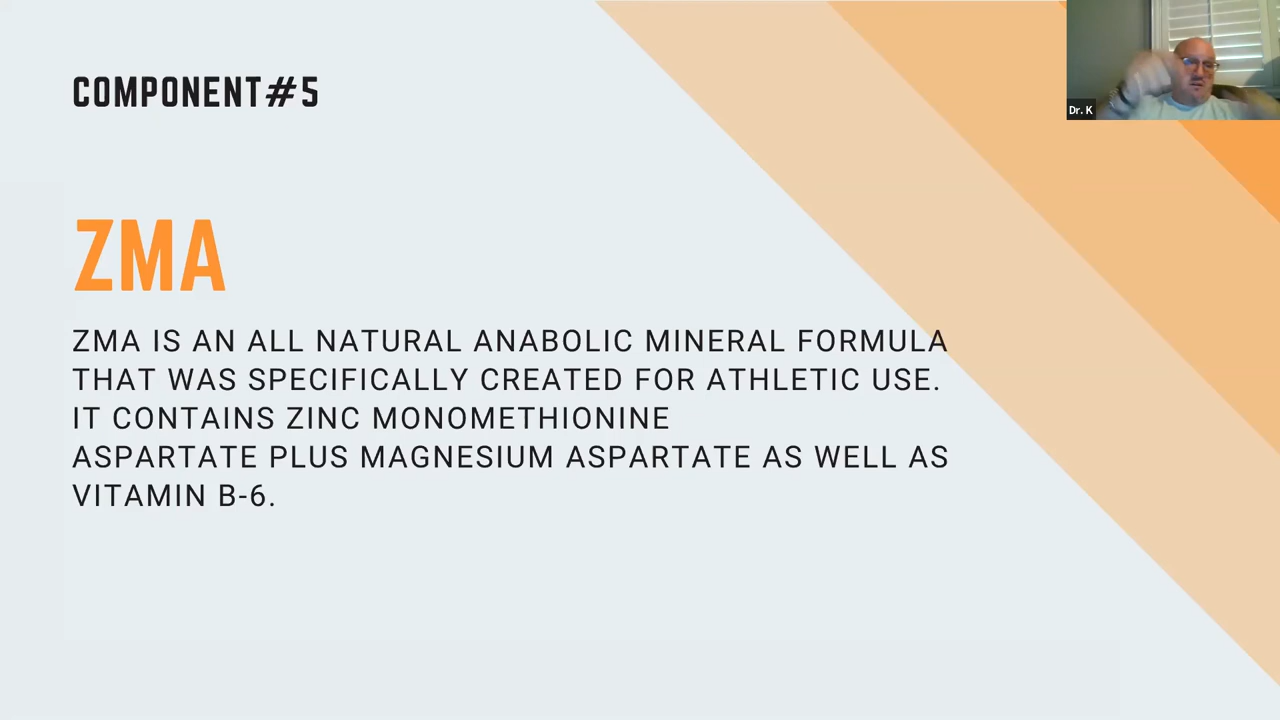 COMPONENT#5
Dr. K
ZMA
ZMA IS AN ALL NATURAL ANABOLIC MINERAL FORMULA
THAT WAS SPECIFICALLY CREATED FOR ATHLETIC USE.
IT CONTAINS ZINC MONOMETHIONINE
ASPARTATE PLUS MAGNESIUM ASPARTATE AS WELL AS
VITAMIN B-6.